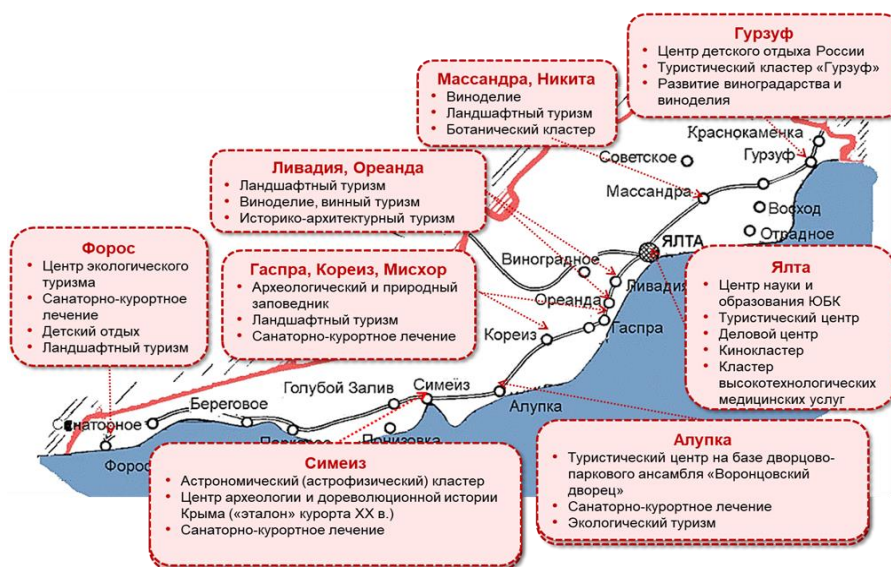 Гурзуф
• Центр детского отдыха России
• Туристический кластер «Гурзуф»
• Развитие виноградарства и
виноделия
Массандра, Никита
• Виноделие
• Ландшафтный туризм
• Ботанический кластер
Ливадия, Ореанда
• Ландшафтный туризм
• Виноделие, винный туризм
• Историко-архитектурный туризм
Форос
• Центр экологического
туризма
• Санаторно-курортное
лечение
• Детский отдых
• Ландшафтный туризм
Гаспра, Кореиз, Мисхор
• Археологический и природный
заповедник
• Ландшафтный туризм
• Санаторно-курортное лечение
Ялта
• Центр науки и
образования ЮБК
• Туристический центр
• Деловой центр
• Кинокластер
• Кластер
высокотехнологических
медицинских услуг
Симеиз
• Астрономический (астрофизический) кластер
• Центр археологии и дореволюционной истории
Крыма («эталон» курорта XX в.)
• Санаторно-курортное лечение
Алупка
• Туристический центр на базе дворцово-
паркового ансамбля «Воронцовский
дворец»
• Санаторно-курортное лечение
• Экологический туризм
Краснокаменка
Гурзуф
Советское
Массандра
Восход
Отрадное
ЯЛТА
Виноградное
Ливадия
Ореанда
Гаспра
Кореиз
Алупка
Симеиз
Голубой Залив
Понизовка
Береговое
Санаторное
Форос